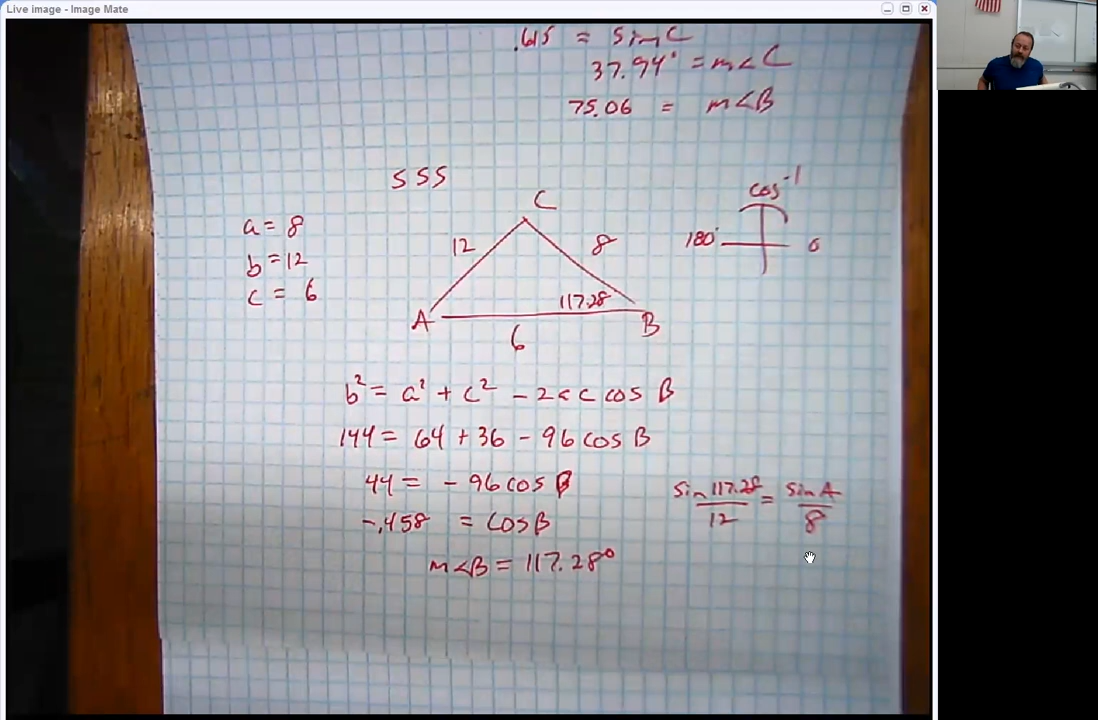 Live image - Image Mate
.615 = sin C
37.94° = m∠C
75.06 = m∠B
SSS
a = 8
b = 12
c = 6
C
12
8
117.28
A
B
6
cos⁻¹
180°
0
b² = a² + c² - 2ac cos B
144 = 64 + 36 - 96 cos B
44 = - 96 cos B
-.458 = cos B
m∠B = 117.28°
sin 117.28/12 = sin A/8